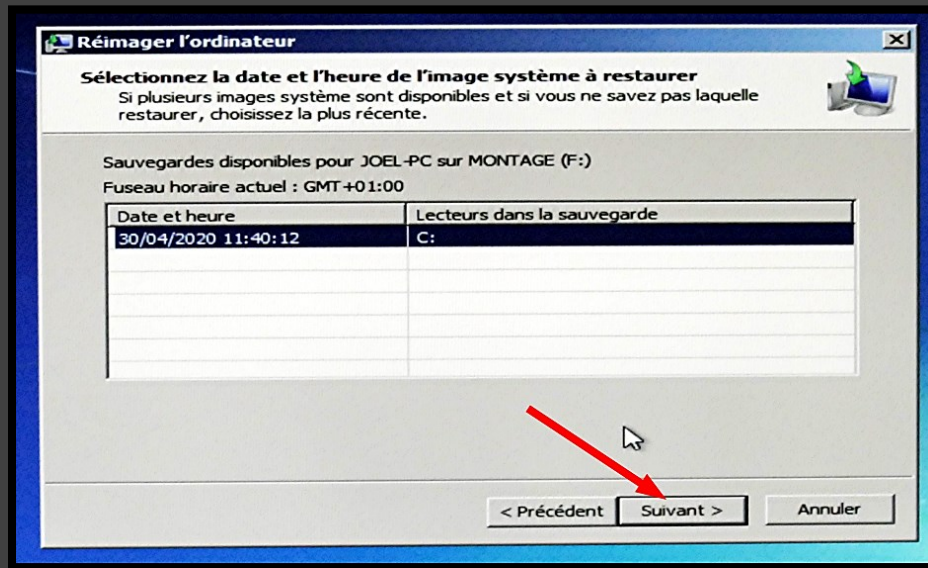 Réimager l'ordinateur
Sélectionnez la date et l'heure de l'image système à restaurer
Si plusieurs images système sont disponibles et si vous ne savez pas laquelle
restaurer, choisissez la plus récente.
Sauvegardes disponibles pour JOEL-PC sur MONTAGE (F:)
Fuseau horaire actuel : GMT+01:00
Date et heure Lecteurs dans la sauvegarde
30/04/2020 11:40:12 C:
< Précédent Suivant > Annuler